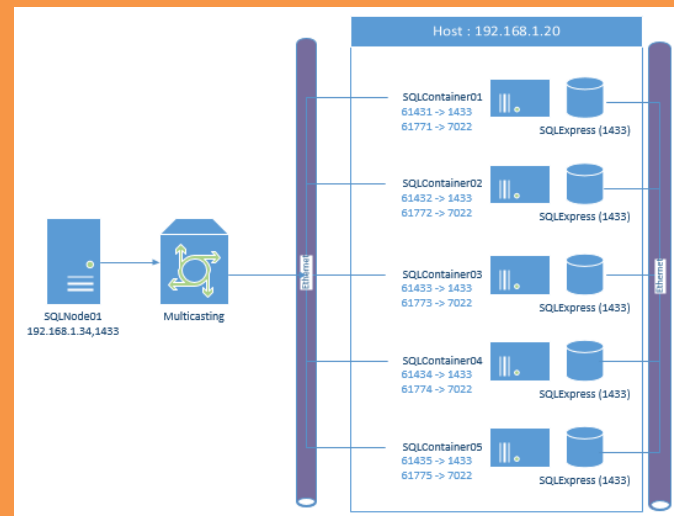 Host : 192.168.1.20
SQLContainer01
61431 -> 1433
61771 -> 7022
SQLExpress (1433)
SQLContainer02
61432 -> 1433
61772 -> 7022
SQLExpress (1433)
SQLNode01
192.168.1.34,1433
Multicasting
Ethernet
SQLContainer03
61433 -> 1433
61773 -> 7022
SQLExpress (1433)
Ethernet
SQLContainer04
61434 -> 1433
61774 -> 7022
SQLExpress (1433)
SQLContainer05
61435 -> 1433
61775 -> 7022
SQLExpress (1433)